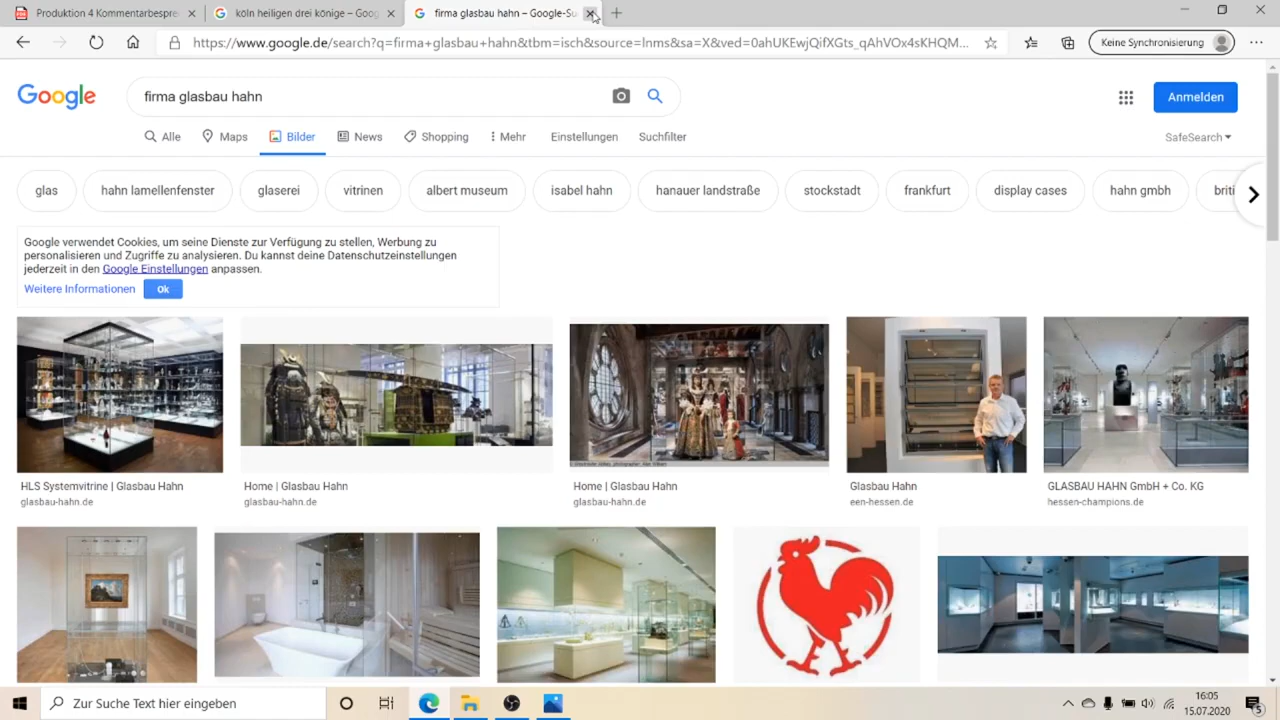 Produktion 4 Kommentarbespre
köln heiligen drei könige – Goog
firma glasbau hahn – Google-Su
https://www.google.de/search?q=firma+glasbau+hahn&tbm=isch&source=lnms&sa=X&ved=0ahUKEwjQifXGts_qAhVOx4sKHQM...
Keine Synchronisierung
Google
firma glasbau hahn
Anmelden
Alle Maps Bilder News Shopping Mehr Einstellungen Suchfilter SafeSearch
glas hahn lamellenfenster glaserei vitrinen albert museum isabel hahn hanauer landstraße stockstadt frankfurt display cases hahn gmbh briti
Google verwendet Cookies, um seine Dienste zur Verfügung zu stellen, Werbung zu
personalisieren und Zugriffe zu analysieren. Du kannst deine Datenschutzeinstellungen
jederzeit in den Google Einstellungen anpassen.
Weitere Informationen Ok
HLS Systemvitrine | Glasbau Hahn
glasbau-hahn.de
Home | Glasbau Hahn
glasbau-hahn.de
Home | Glasbau Hahn
glasbau-hahn.de
Glasbau Hahn
een-hessen.de
GLASBAU HAHN GmbH + Co. KG
hessen-champions.de
Zur Suche Text hier eingeben
16:05
15.07.2020
5